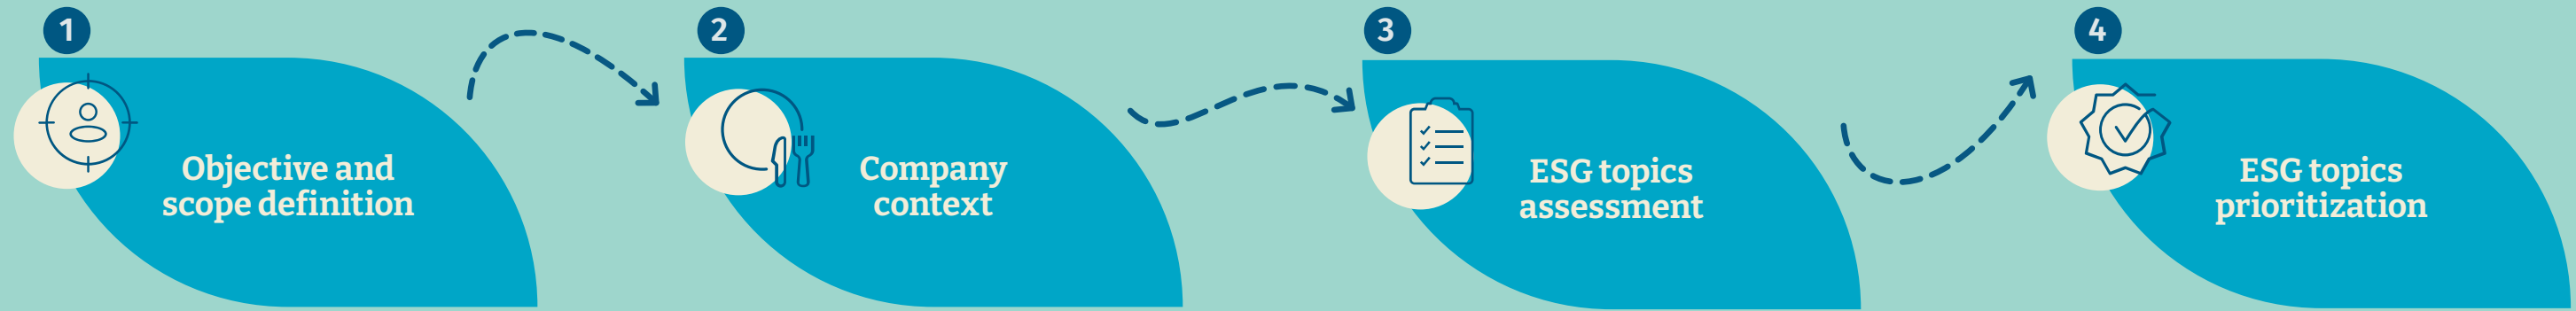 1
Objective and
scope definition
2
Company
context
3
ESG topics
assessment
4
ESG topics
prioritization